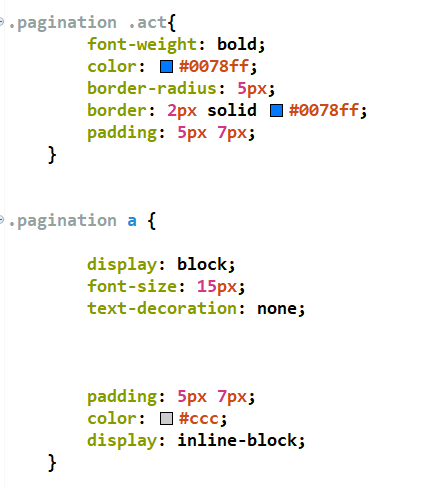 .pagination .act{
font-weight: bold;
color: #0078ff;
border-radius: 5px;
border: 2px solid #0078ff;
padding: 5px 7px;
}
.pagination a {
display: block;
font-size: 15px;
text-decoration: none;
padding: 5px 7px;
color: #ccc;
display: inline-block;
}